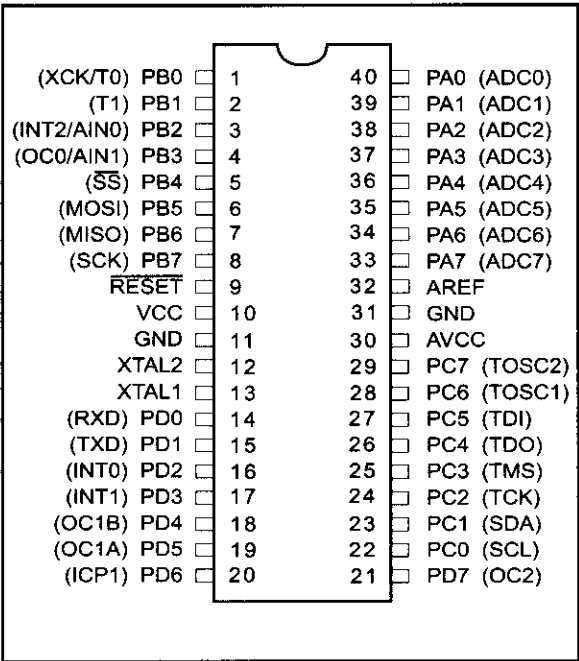 (XCK/T0) PB0 1 40 PA0 (ADC0)
(T1) PB1 2 39 PA1 (ADC1)
(INT2/AIN0) PB2 3 38 PA2 (ADC2)
(OC0/AIN1) PB3 4 37 PA3 (ADC3)
(S̅S̅) PB4 5 36 PA4 (ADC4)
(MOSI) PB5 6 35 PA5 (ADC5)
(MISO) PB6 7 34 PA6 (ADC6)
(SCK) PB7 8 33 PA7 (ADC7)
R̅E̅S̅E̅T̅ 9 32 AREF
VCC 10 31 GND
GND 11 30 AVCC
XTAL2 12 29 PC7 (TOSC2)
XTAL1 13 28 PC6 (TOSC1)
(RXD) PD0 14 27 PC5 (TDI)
(TXD) PD1 15 26 PC4 (TDO)
(INT0) PD2 16 25 PC3 (TMS)
(INT1) PD3 17 24 PC2 (TCK)
(OC1B) PD4 18 23 PC1 (SDA)
(OC1A) PD5 19 22 PC0 (SCL)
(ICP1) PD6 20 21 PD7 (OC2)